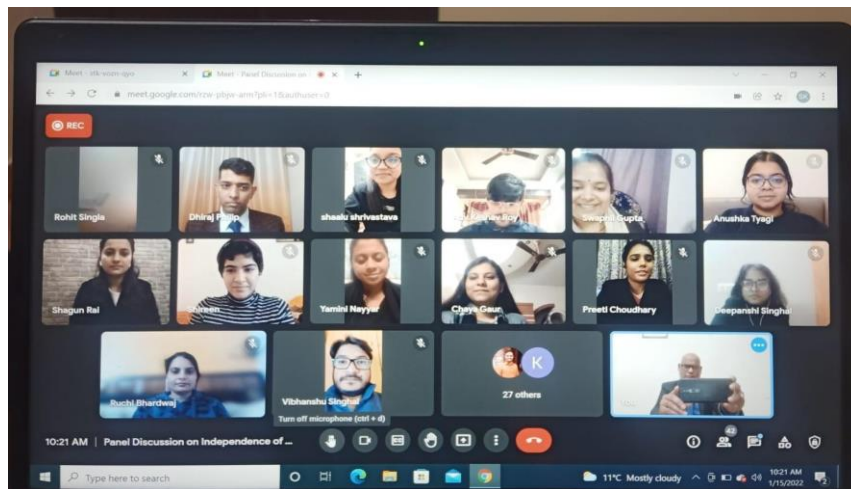 Meet - Panel Discussion on
REC
Rohit Singla
Dhiraj Philip
shaalu shrivastava
Roy
Swapnil Gupta
Anushka Tyagi
Shagun Rai
Shireen
Yamini Nayyar
Chaya Gaur
Preeti Choudhary
Deepanshi Singhal
Ruchi Bhardwaj
Vibhanshu Singhal
K
27 others
You
Turn off microphone (ctrl + d)
10:21 AM | Panel Discussion on Independence of ...
42
Type here to search
11°C Mostly cloudy
10:21 AM
1/15/2022